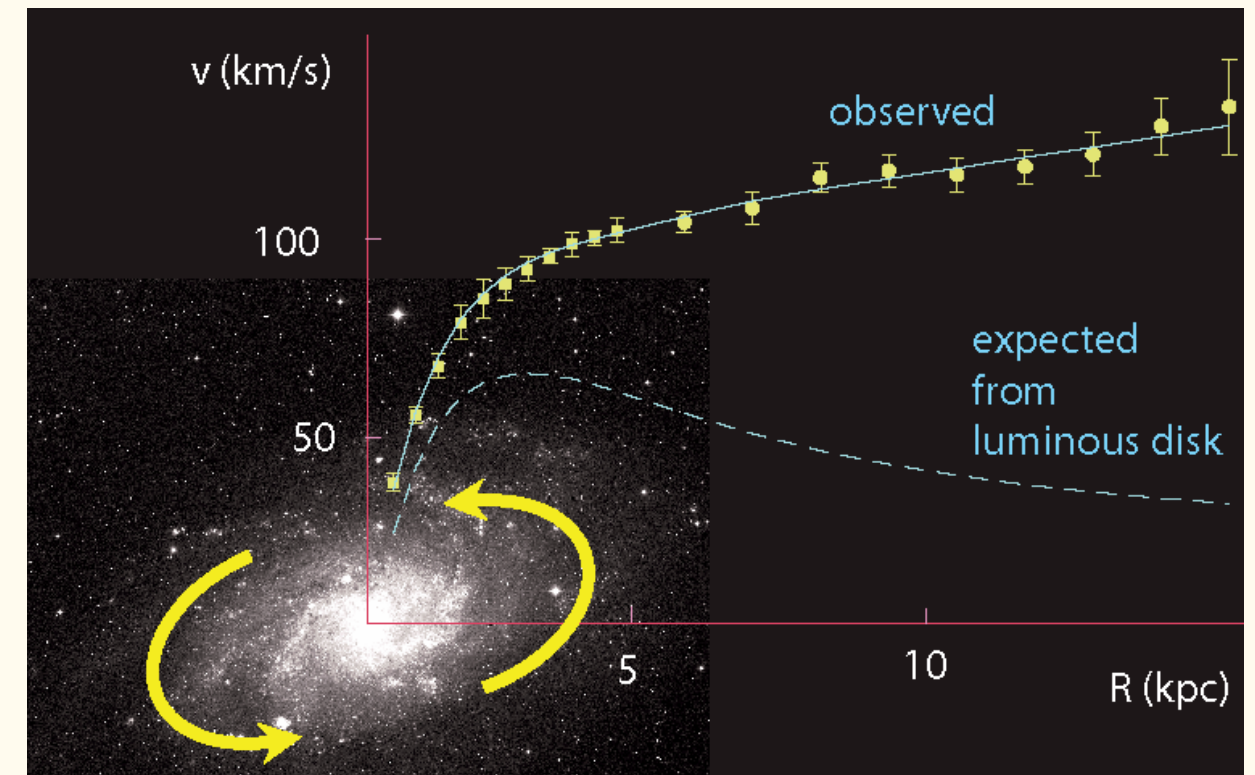 v (km/s)
observed
100
expected
from
luminous disk
50
5
10
R (kpc)